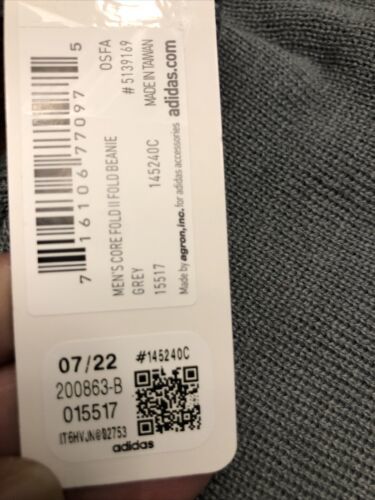 7 16106 77097 5
MEN'S CORE FOLD II FOLD BEANIE
OSFA
GREY
#5139169
15517
145240C
MADE IN TAIWAN
Made by agron,inc. for adidas accessories
adidas.com
07/22
#145240C
200863-B
015517
IT6HVJN@02753
adidas